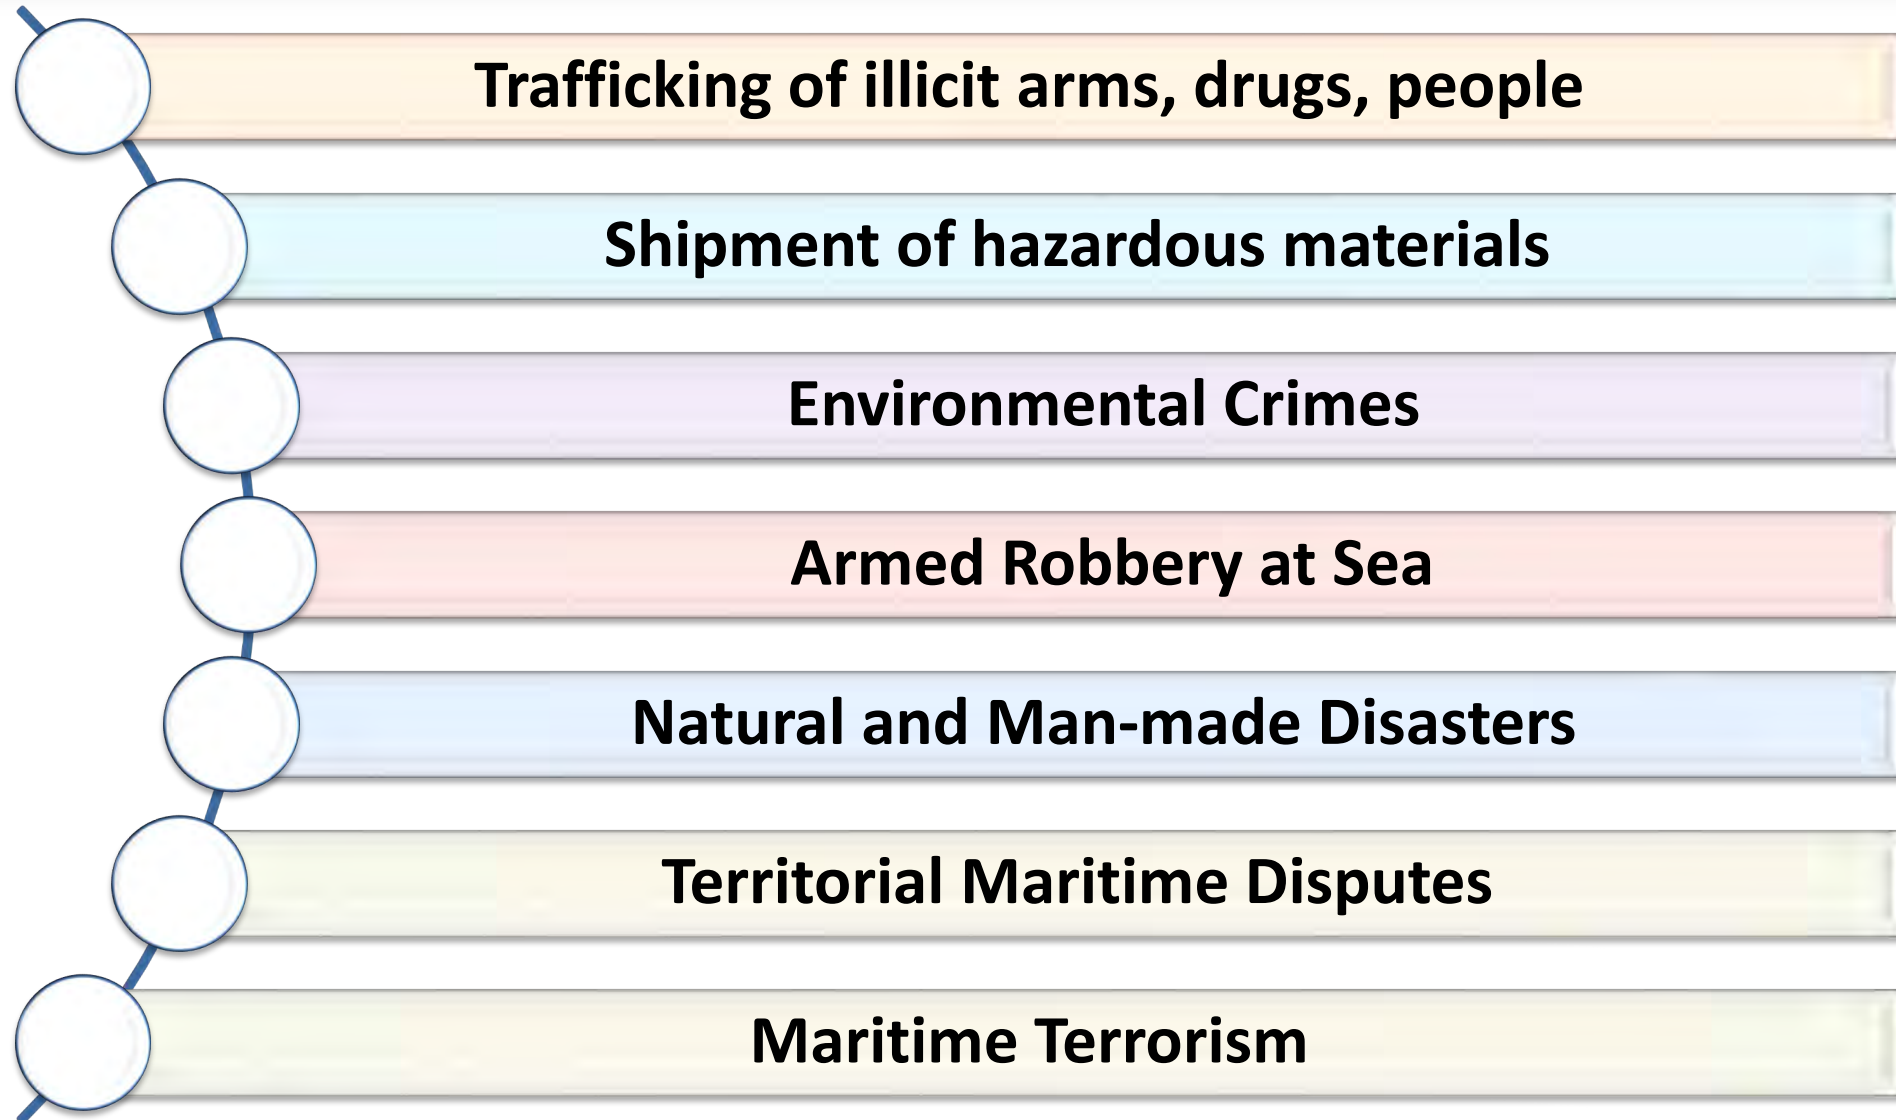 Trafficking of illicit arms, drugs, people
Shipment of hazardous materials
Environmental Crimes
Armed Robbery at Sea
Natural and Man-made Disasters
Territorial Maritime Disputes
Maritime Terrorism